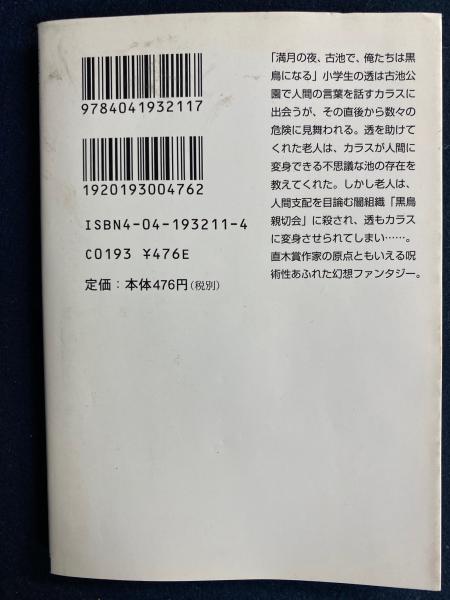 9784041932117
1920193004762
ISBN4-04-193211-4
C0193 ¥476E
定価：本体476円(税別)
「満月の夜、古池で、俺たちは黒
鳥になる」小学生の透は古池公
園で人間の言葉を話すカラスに
出会うが、その直後から数々の
危険に見舞われる。透を助けて
くれた老人は、カラスが人間に
変身できる不思議な池の存在を
教えてくれた。しかし老人は、
人間支配を目論む闇組織「黒鳥
親切会」に殺され、透もカラス
に変身させられてしまい……。
直木賞作家の原点ともいえる呪
術性あふれた幻想ファンタジー。